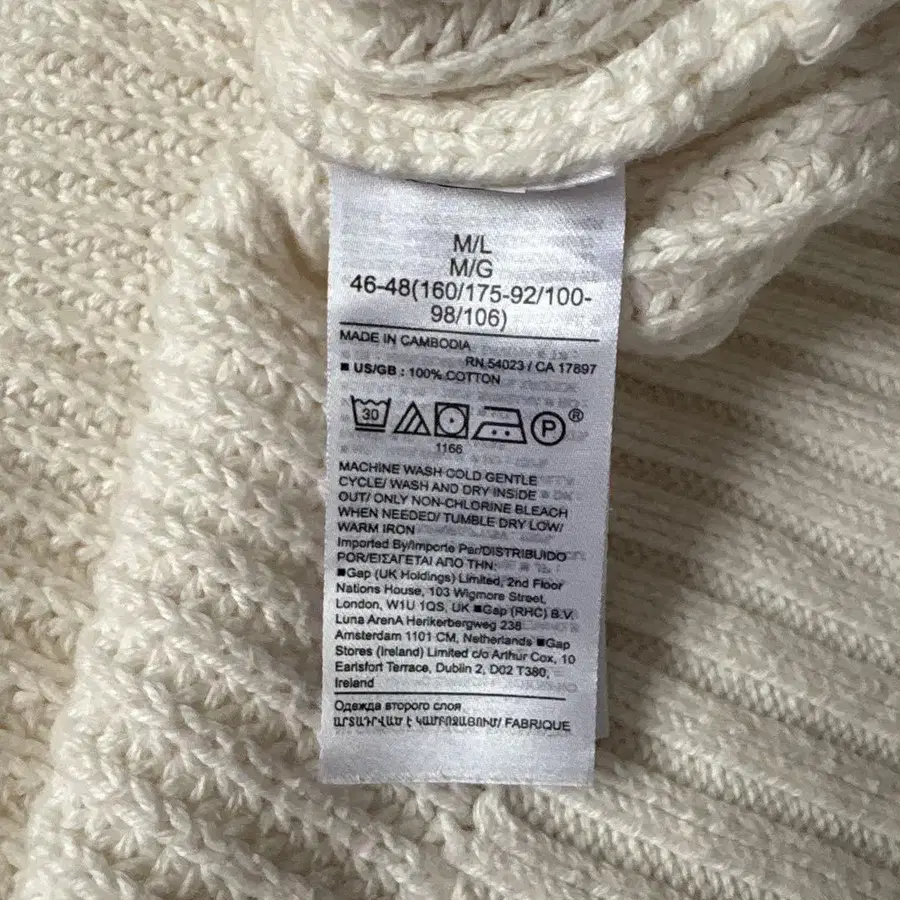 M/L
M/G
46-48(160/175-92/100-
98/106)
MADE IN CAMBODIA
RN 54023 / CA 17897
■ US/GB : 100% COTTON
30 P ®
1166
MACHINE WASH COLD GENTLE
CYCLE/ WASH AND DRY INSIDE
OUT/ ONLY NON-CHLORINE BLEACH
WHEN NEEDED/ TUMBLE DRY LOW/
WARM IRON
Imported By/Importe Par/DISTRIBUIDO
POR/ΕΙΣΑΓΕΤΑΙ ΑΠΟ ΤΗΝ:
■Gap (UK Holdings) Limited, 2nd Floor
Nations House, 103 Wigmore Street,
London, W1U 1QS, UK ■Gap (RHC) B.V.
Luna ArenA Herikerbergweg 238
Amsterdam 1101 CM, Netherlands ■Gap
Stores (Ireland) Limited c/o Arthur Cox, 10
Earlsfort Terrace, Dublin 2, D02 T380,
Ireland
Одежда второго слоя
ԱՐՏԱԴՐՎԱԾ Է ԿԱՄԲՈՋԱՅՈՒՄ/ FABRIQUE